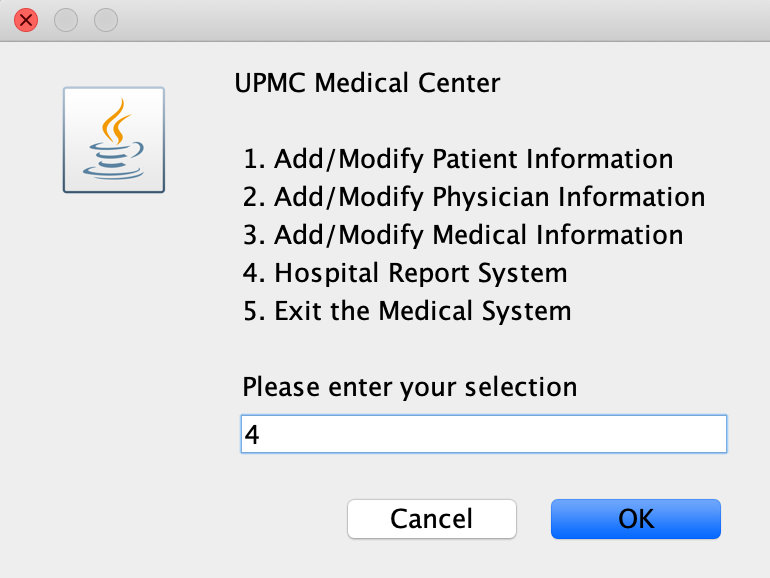 UPMC Medical Center
1. Add/Modify Patient Information
2. Add/Modify Physician Information
3. Add/Modify Medical Information
4. Hospital Report System
5. Exit the Medical System
Please enter your selection
4
Cancel
OK